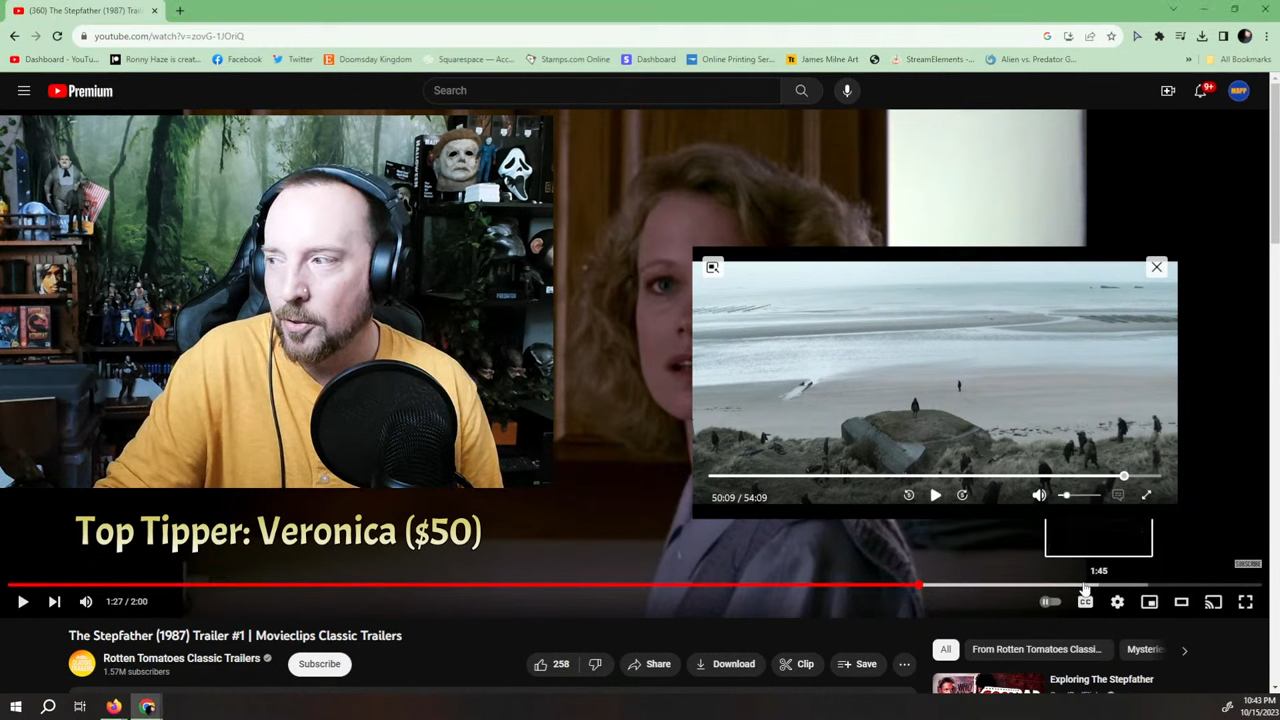 (360) The Stepfather (1987) Trai
youtube.com/watch?v=zovG-1JOriQ
Dashboard - YouTu...
Ronny Haze is creat...
Facebook
Twitter
Doomsday Kingdom
Squarespace — Acc...
Stamps.com Online
Dashboard
Online Printing Ser...
James Milne Art
StreamElements -...
Alien vs. Predator G...
»
All Bookmarks
Premium
Search
9+
HALLOWEEN
50:09 / 54:09
Top Tipper: Veronica ($50)
1:45
SUBSCRIBE
1:27 / 2:00
CC
The Stepfather (1987) Trailer #1 | Movieclips Classic Trailers
Rotten Tomatoes Classic Trailers
1.57M subscribers
Subscribe
258
Share
Download
Clip
Save
All
From Rotten Tomatoes Classi...
Mysterie
Exploring The Stepfather
10:43 PM
10/15/2023